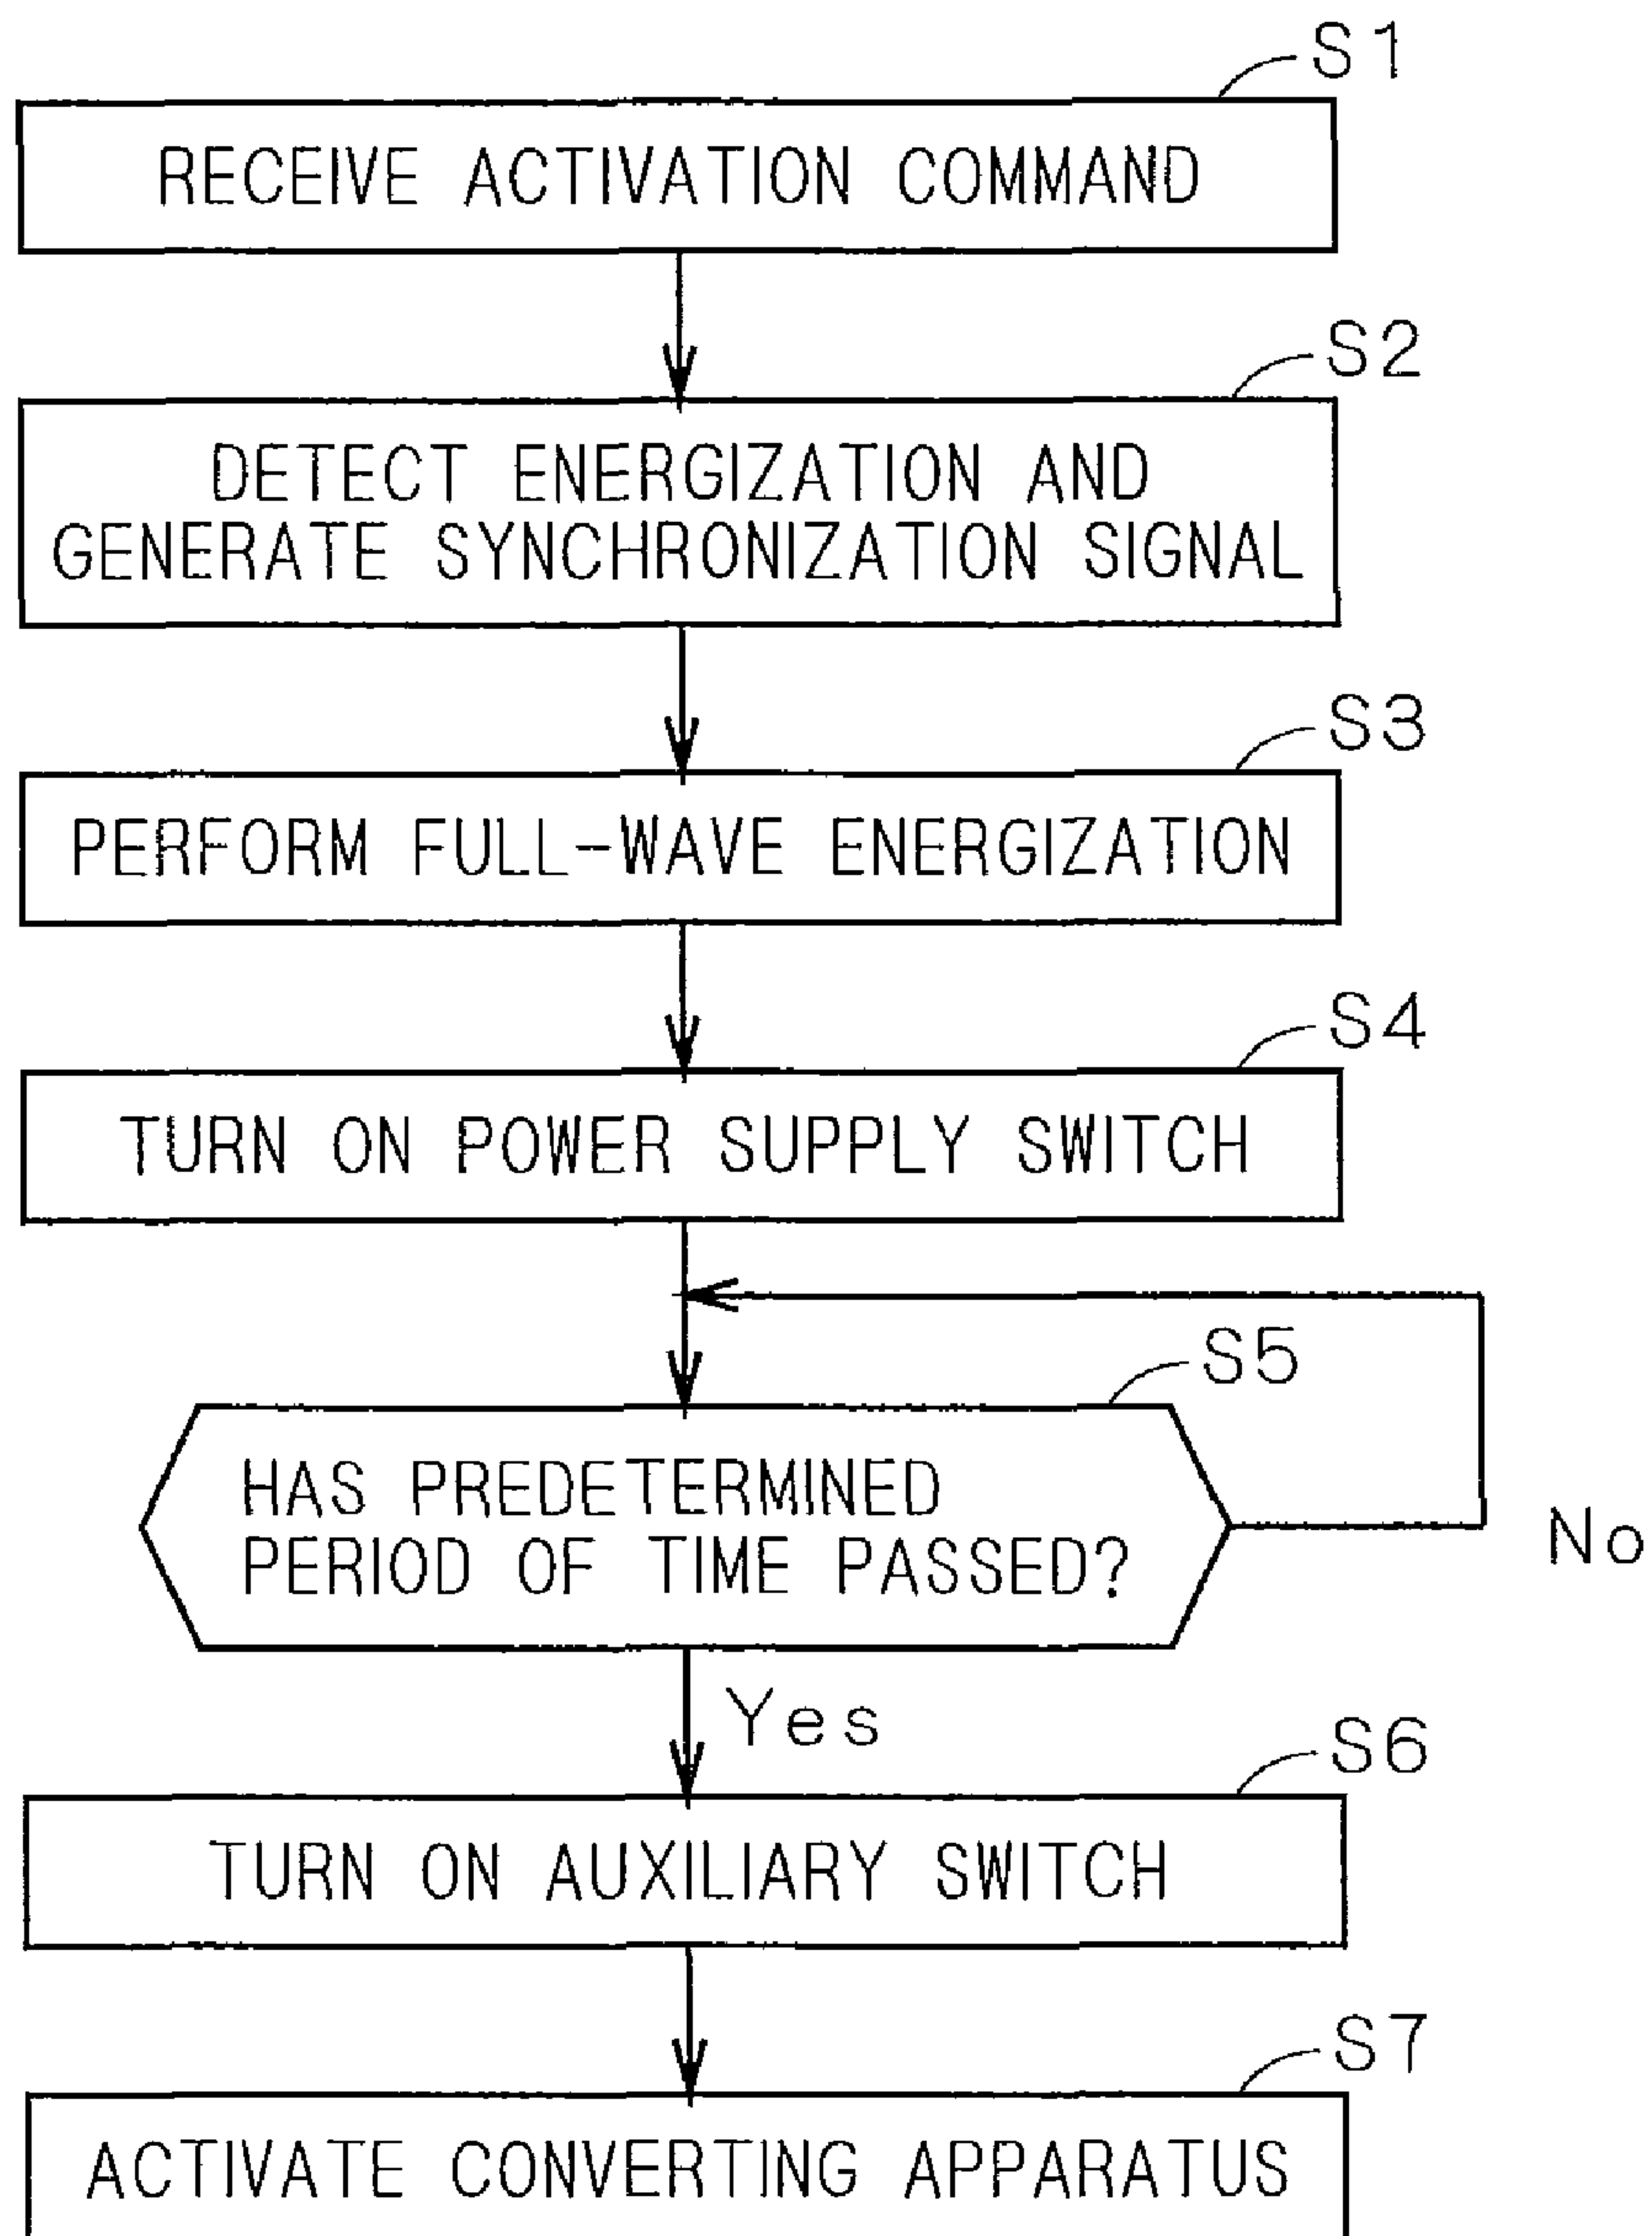 S1
RECEIVE ACTIVATION COMMAND
S2
DETECT ENERGIZATION AND
GENERATE SYNCHRONIZATION SIGNAL
S3
PERFORM FULL-WAVE ENERGIZATION
S4
TURN ON POWER SUPPLY SWITCH
S5
HAS PREDETERMINED
PERIOD OF TIME PASSED?
No
Yes
S6
TURN ON AUXILIARY SWITCH
S7
ACTIVATE CONVERTING APPARATUS